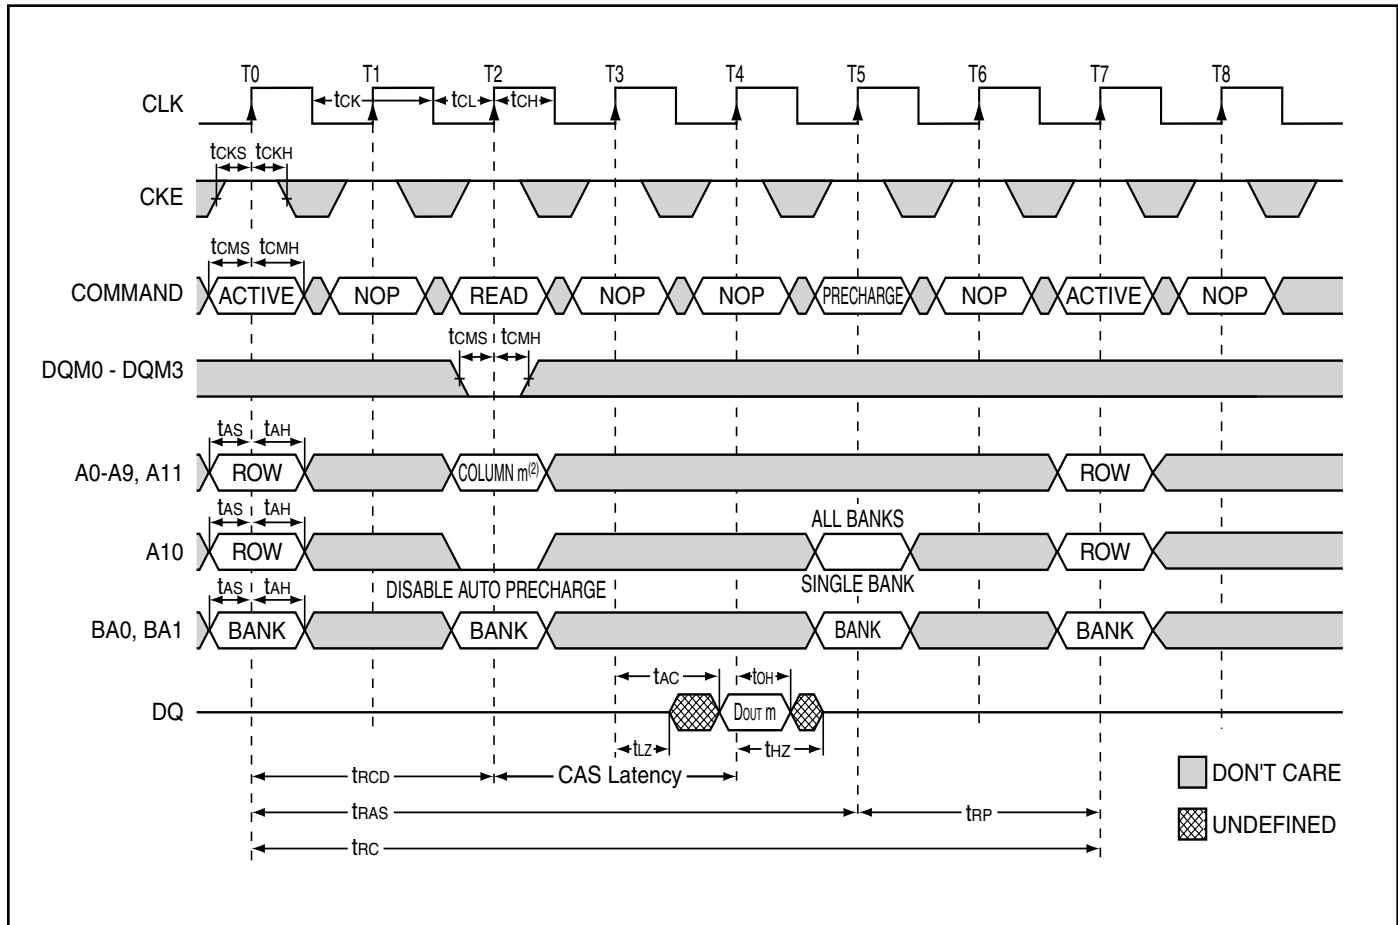 T0 T1 T2 T3 T4 T5 T6 T7 T8
CLK tCK tCL tCH
tCKS tCKH
CKE
tCMS tCMH
COMMAND ACTIVE NOP READ NOP NOP PRECHARGE NOP ACTIVE NOP
tCMS tCMH
DQM0 - DQM3
tAS tAH
A0-A9, A11 ROW COLUMN m(2) ROW
tAS tAH ALL BANKS
A10 ROW ROW
tAS tAH DISABLE AUTO PRECHARGE SINGLE BANK
BA0, BA1 BANK BANK BANK BANK
tAC tOH
DQ DOUT m
tLZ tHZ
tRCD CAS Latency DON'T CARE
tRAS tRP UNDEFINED
tRC